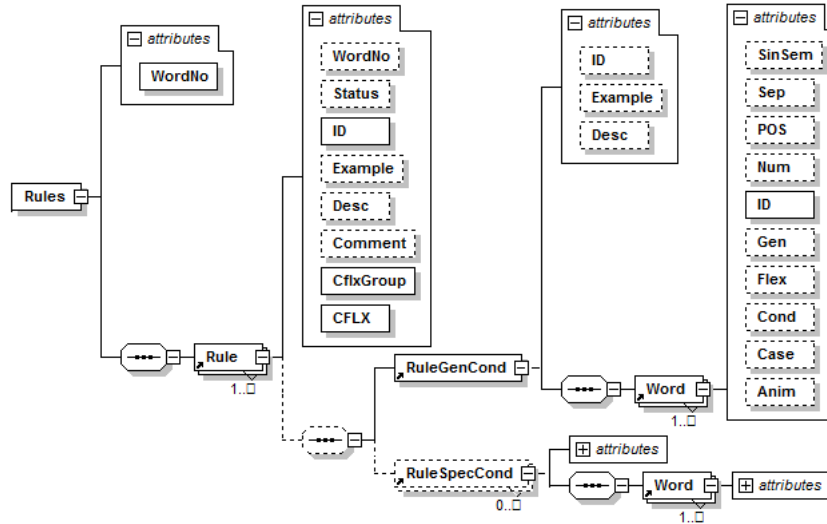 Rules
attributes
WordNo
Rule
1..□
attributes
WordNo
Status
ID
Example
Desc
Comment
CflxGroup
CFLX
RuleGenCond
attributes
ID
Example
Desc
Word
1..□
attributes
SinSem
Sep
POS
Num
ID
Gen
Flex
Cond
Case
Anim
RuleSpecCond
0..□
attributes
Word
1..□
attributes